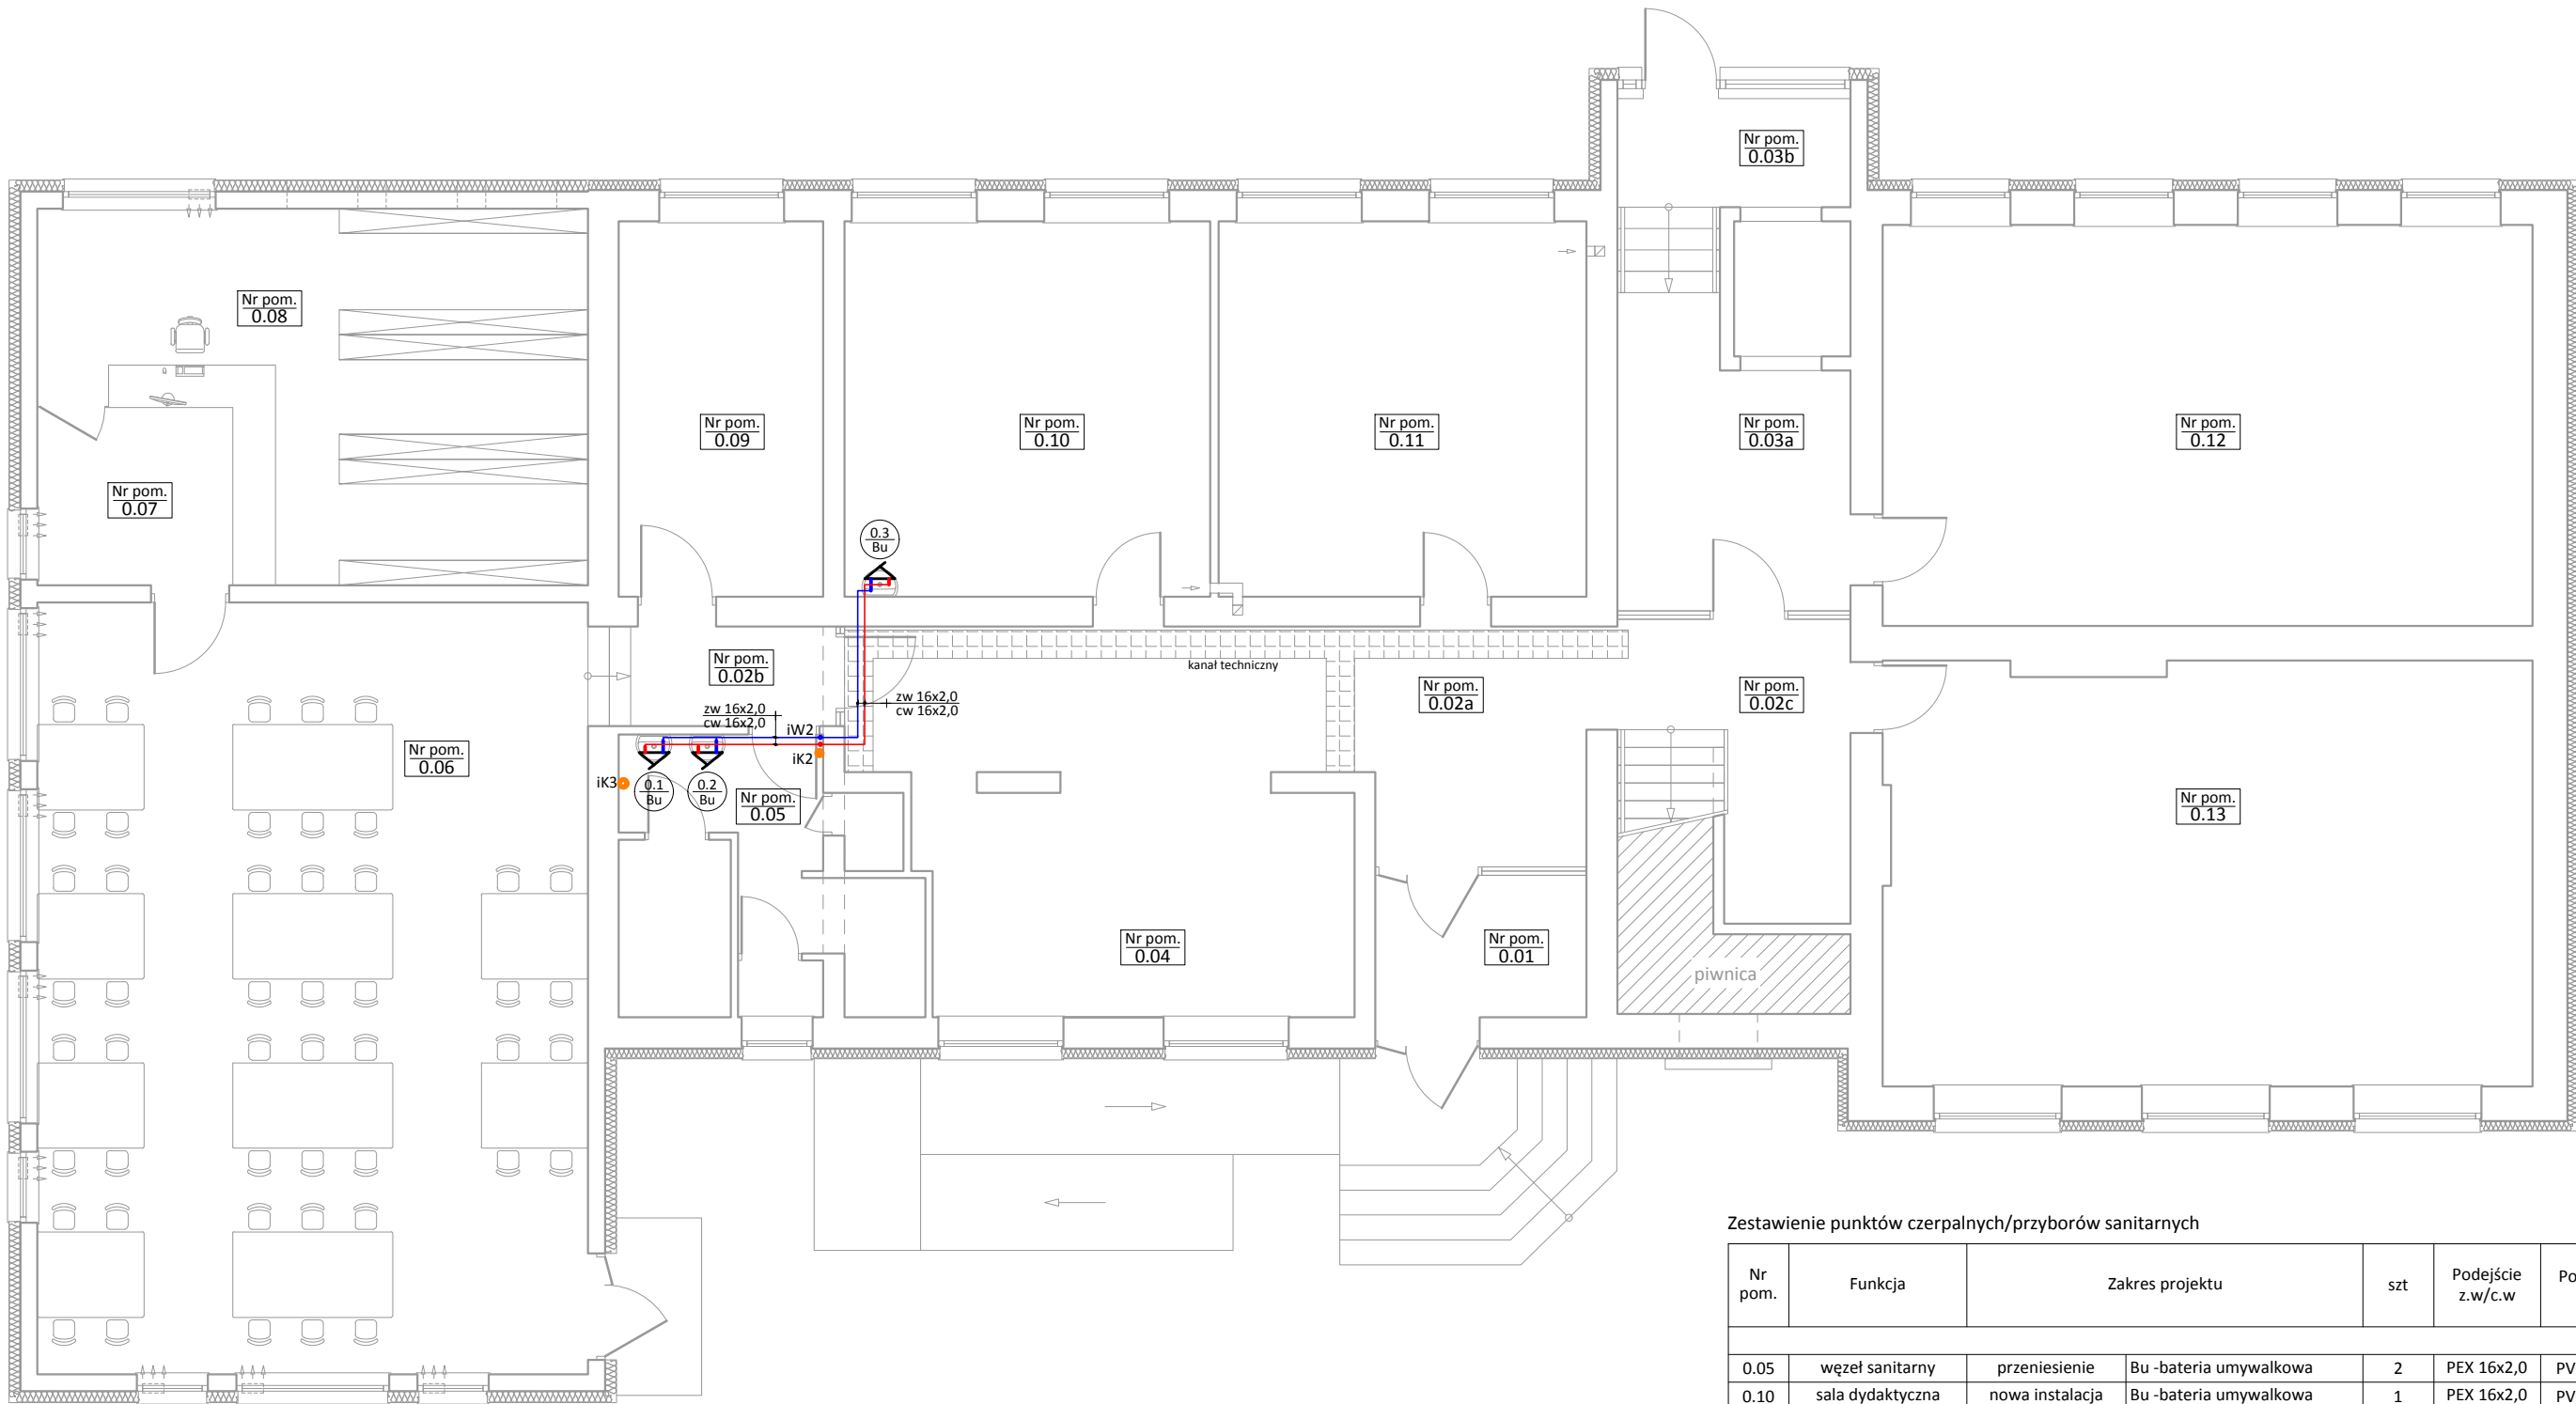 Nr pom.
0.03b
Nr pom.
0.08
Nr pom.
0.09
Nr pom.
0.10
Nr pom.
0.11
Nr pom.
0.03a
Nr pom.
0.12
Nr pom.
0.07
0.3
Bu
kanał techniczny
Nr pom.
0.02b
Nr pom.
0.02a
Nr pom.
0.02c
zw 16x2,0
cw 16x2,0
zw 16x2,0
cw 16x2,0
iW2
iK2
Nr pom.
0.06
iK3
0.1
Bu
0.2
Bu
Nr pom.
0.05
Nr pom.
0.13
Nr pom.
0.04
Nr pom.
0.01
piwnica
Zestawienie punktów czerpalnych/przyborów sanitarnych
Nr pom. Funkcja Zakres projektu szt Podejście z.w/c.w Po
0.05 węzeł sanitarny przeniesienie Bu -bateria umywalkowa 2 PEX 16x2,0 PV
0.10 sala dydaktyczna nowa instalacja Bu -bateria umywalkowa 1 PEX 16x2,0 PV